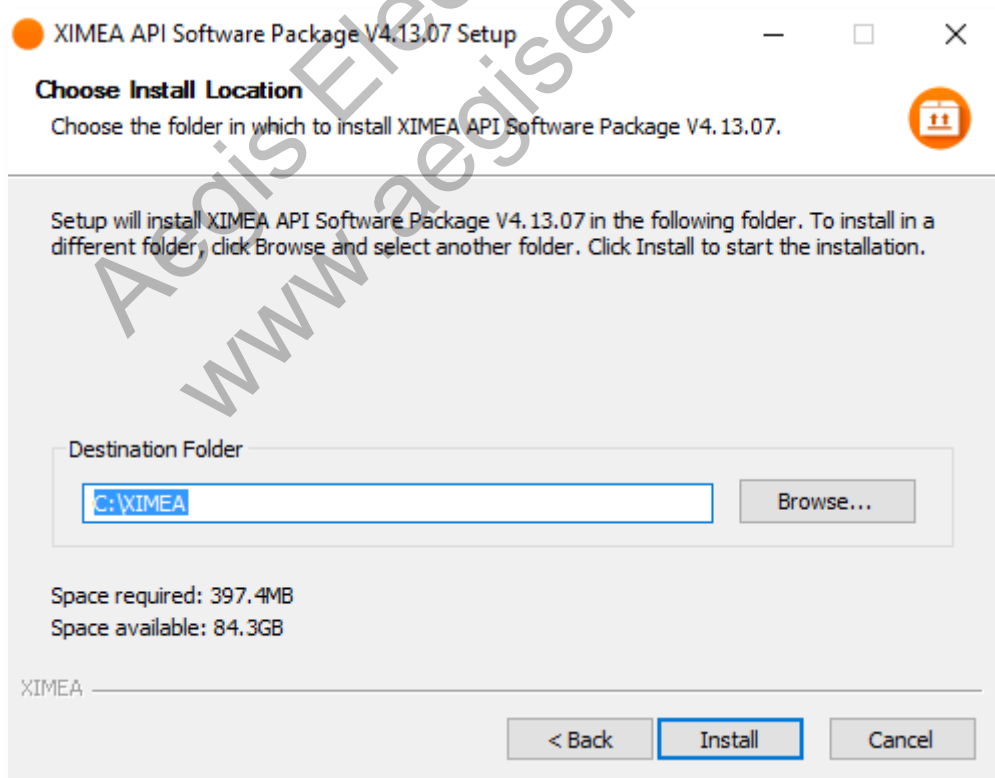 XIMEA API Software Package V4.13.07 Setup
Choose Install Location
Choose the folder in which to install XIMEA API Software Package V4.13.07.
Setup will install XIMEA API Software Package V4.13.07 in the following folder. To install in a
different folder, click Browse and select another folder. Click Install to start the installation.
Destination Folder
C:\XIMEA
Browse...
Space required: 397.4MB
Space available: 84.3GB
XIMEA
< Back
Install
Cancel
Aegis